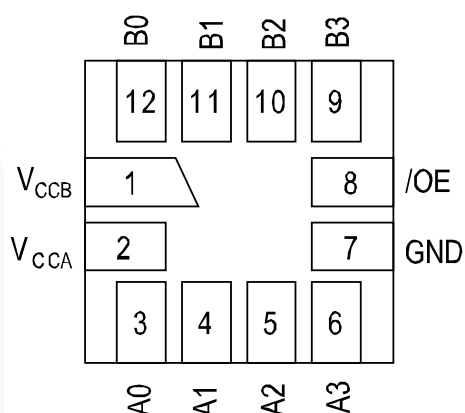 B0 B1 B2 B3
12 11 10 9
VCCB 1 8 /OE
VCCA 2 7 GND
3 4 5 6
A0 A1 A2 A3